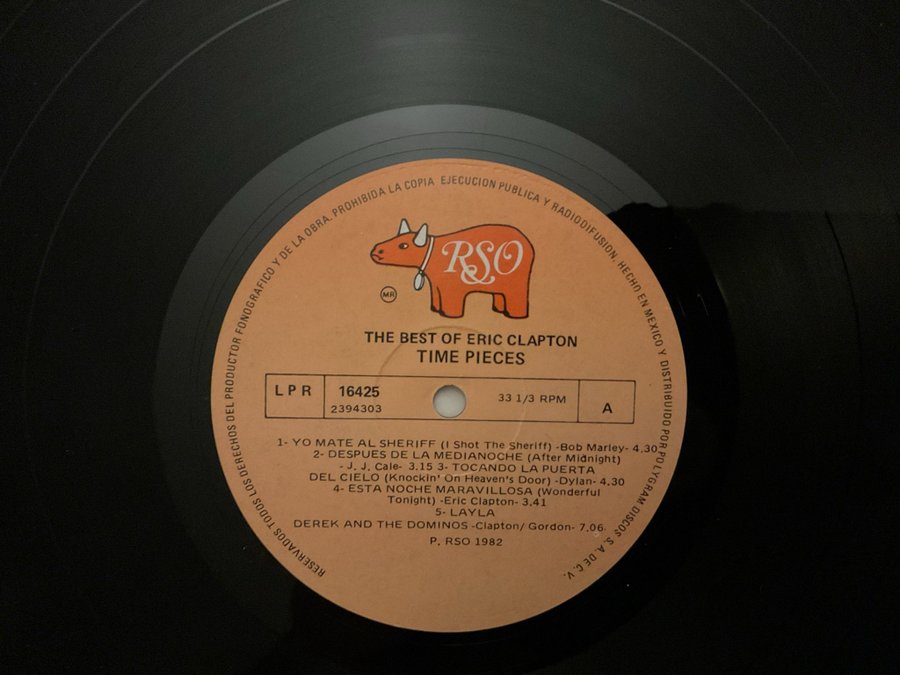 RESERVADOS TODOS LOS DERECHOS DEL PRODUCTOR FONOGRAFICO Y DE LA OBRA. PROHIBIDA LA COPIA EJECUCION PUBLICA Y RADIODIFUSION, HECHO EN MEXICO Y DISTRIBUIDO POR POLYGRAM DISCOS S. A. DE C. V.
RSO
MR
THE BEST OF ERIC CLAPTON
TIME PIECES
LPR 16425 33 1/3 RPM A
2394303
1- YO MATE AL SHERIFF (I Shot The Sheriff) -Bob Marley- 4.30
2- DESPUES DE LA MEDIANOCHE (After Midnight)
- J. J. Cale- 3.15 3- TOCANDO LA PUERTA
DEL CIELO (Knockin' On Heaven's Door) -Dylan- 4.30
4- ESTA NOCHE MARAVILLOSA (Wonderful
Tonight) -Eric Clapton- 3.41
5- LAYLA
DEREK AND THE DOMINOS -Clapton/ Gordon- 7.06.
P, RSO 1982